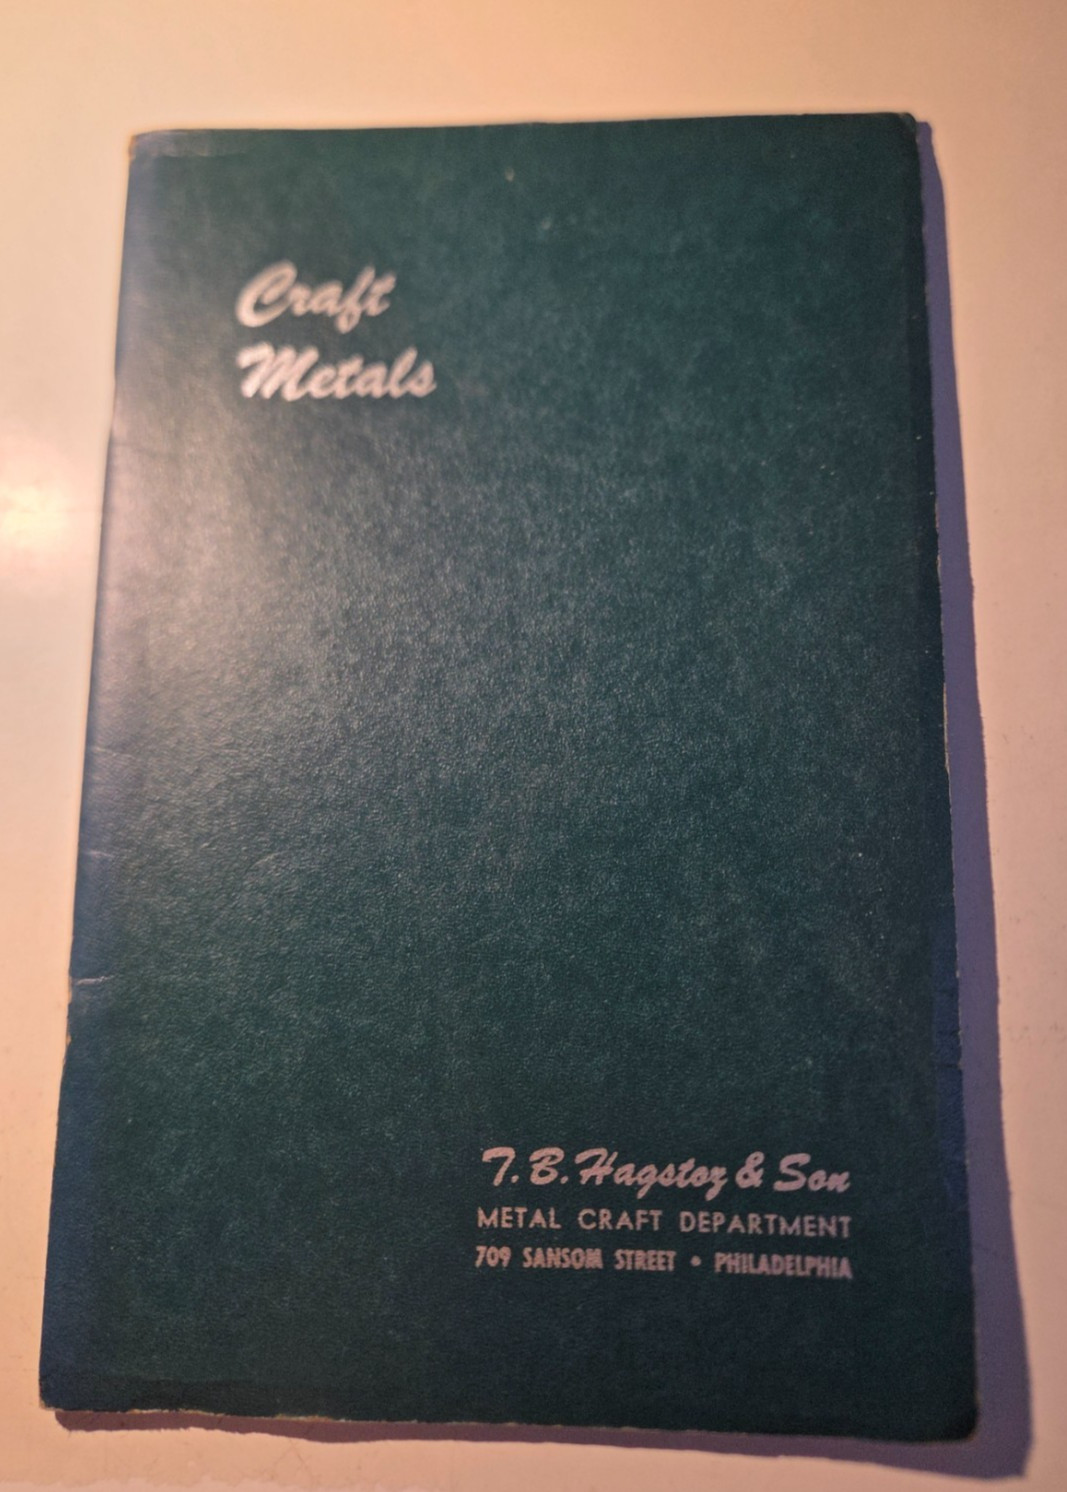 Craft
Metals
T. B. Hagstoz & Son
METAL CRAFT DEPARTMENT
709 SANSOM STREET • PHILADELPHIA